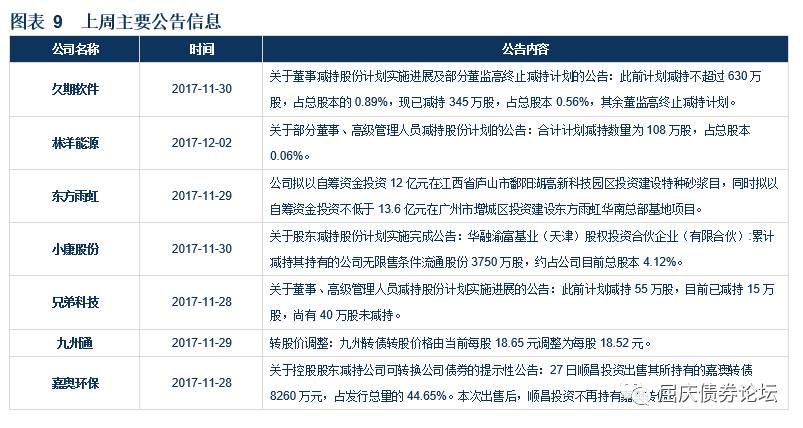 图表 9 上周主要公告信息
公司名称 时间 公告内容
久期软件 2017-11-30 关于董事减持股份计划实施进展及部分董监高终止减持计划的公告：此前计划减持不超过 630 万
股，占总股本的 0.89%，现已减持 345 万股，占总股本 0.56%，其余董监高终止减持计划。
林洋能源 2017-12-02 关于部分董事、高级管理人员减持股份计划的公告：合计计划减持数量为 108 万股，占总股本
0.06%。
东方雨虹 2017-11-29 公司拟以自筹资金投资 12 亿元在江西省庐山市鄱阳湖高新科技园区投资建设特种砂浆目，同时拟以
自筹资金投资不低于 13.6 亿元在广州市增城区投资建设东方雨虹华南总部基地项目。
小康股份 2017-11-30 关于股东减持股份计划实施完成公告：华融渝富基业（天津）股权投资合伙企业（有限合伙）:累计
减持其持有的公司无限售条件流通股份 3750 万股，约占公司目前总股本 4.12%。
兄弟科技 2017-11-28 关于董事、高级管理人员减持股份计划实施进展的公告：此前计划减持 55 万股，目前已减持 15 万
股，尚有 40 万股未减持。
九州通 2017-11-29 转股价调整：九州转债转股价格由当前每股 18.65 元调整为每股 18.52 元。
嘉奥环保 2017-11-28 关于控股股东减持公司可转换公司债券的提示性公告：27 日顺昌投资出售其所持有的嘉澳转债
8260 万元，占发行总量的 44.65%。本次出售后，顺昌投资不再持有
屈庆债券论坛